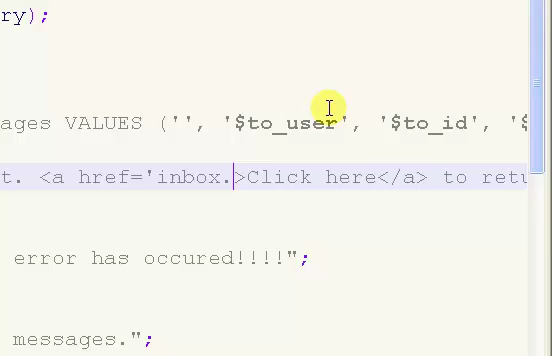 ry);
ages VALUES ('', '$to_user', '$to_id', '$
t. <a href='inbox.>Click here</a> to retu
error has occured!!!!";
messages.";